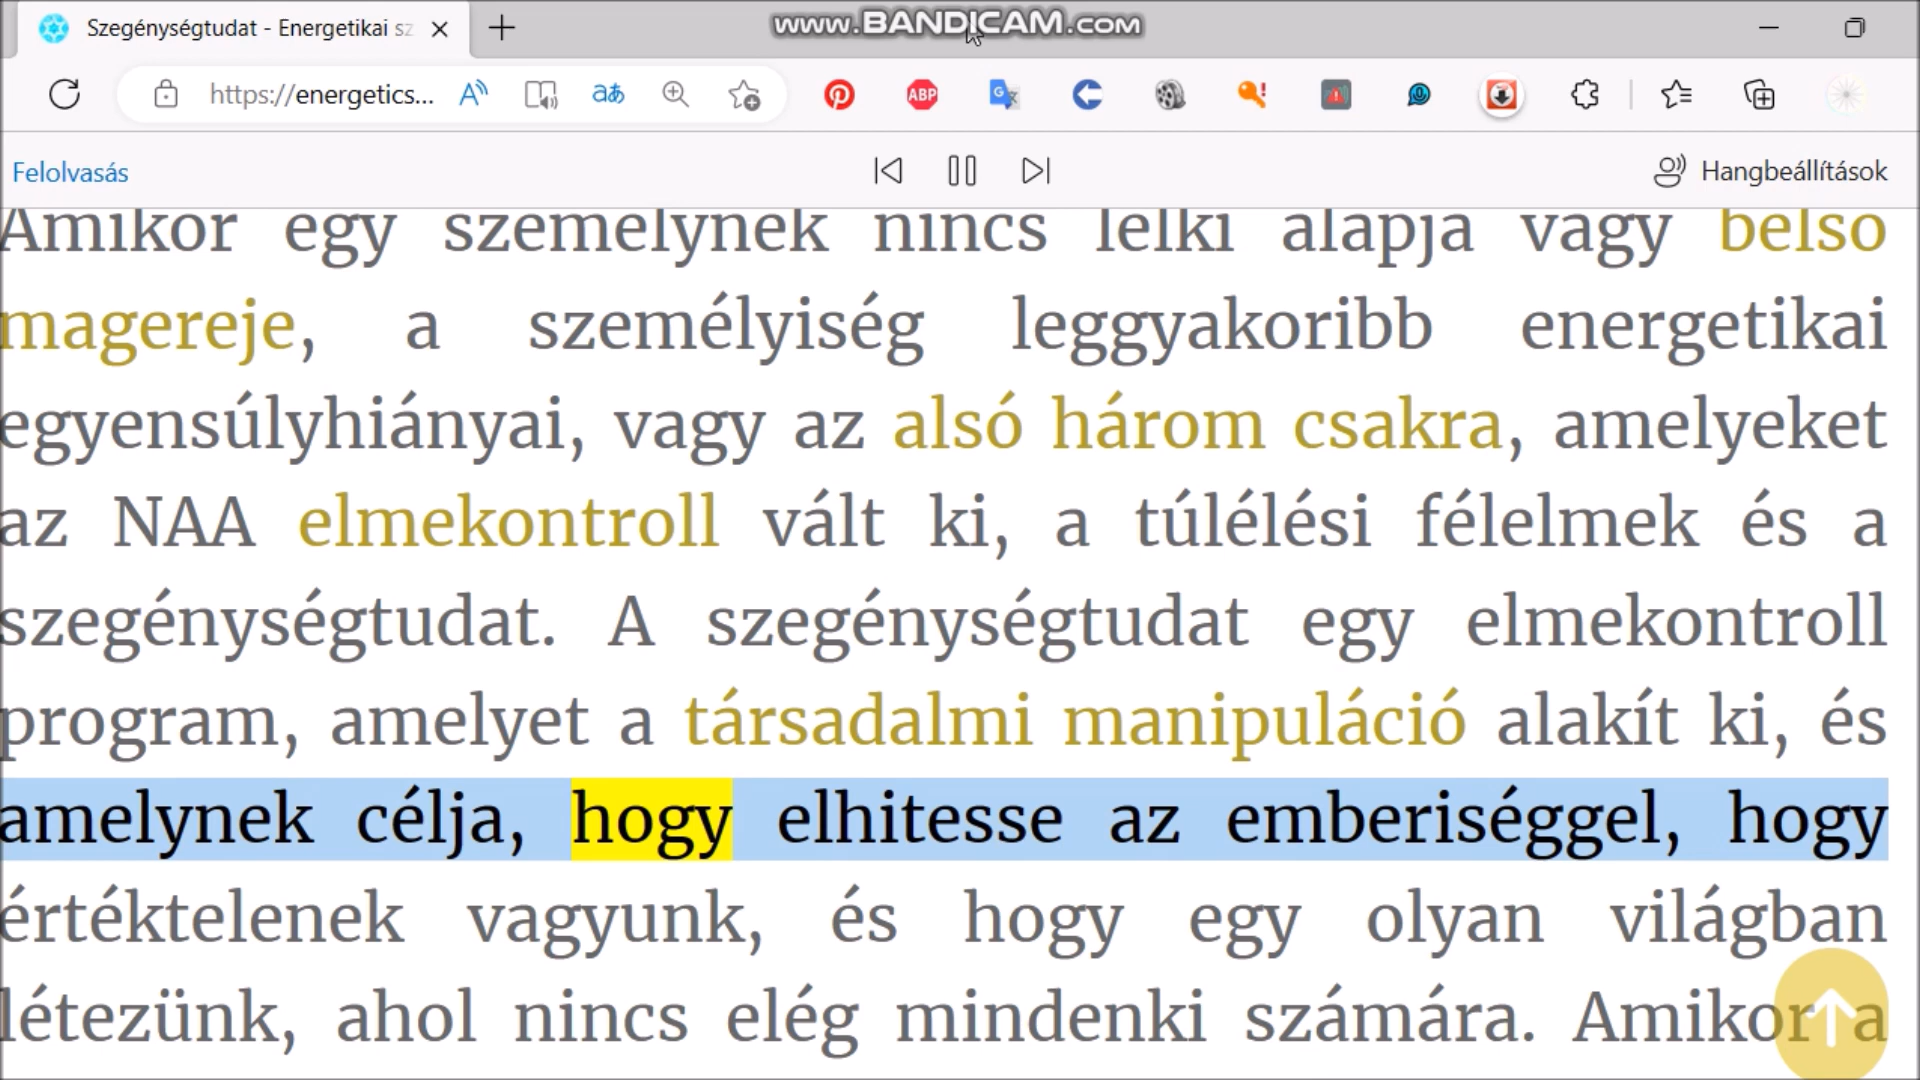 Szegénységtudat - Energetikai sz
www.BANDICAM.com
https://energetics...
ABP
Felolvasás
Hangbeállítások
Amikor egy személynek nincs lelki alapja vagy belső
magereje, a személyiség leggyakoribb energetikai
egyensúlyhiányai, vagy az alsó három csakra, amelyeket
az NAA elmekontroll vált ki, a túlélési félelmek és a
szegénységtudat. A szegénységtudat egy elmekontroll
program, amelyet a társadalmi manipuláció alakít ki, és
amelynek célja, hogy elhitesse az emberiséggel, hogy
értéktelenek vagyunk, és hogy egy olyan világban
létezünk, ahol nincs elég mindenki számára. Amikor a